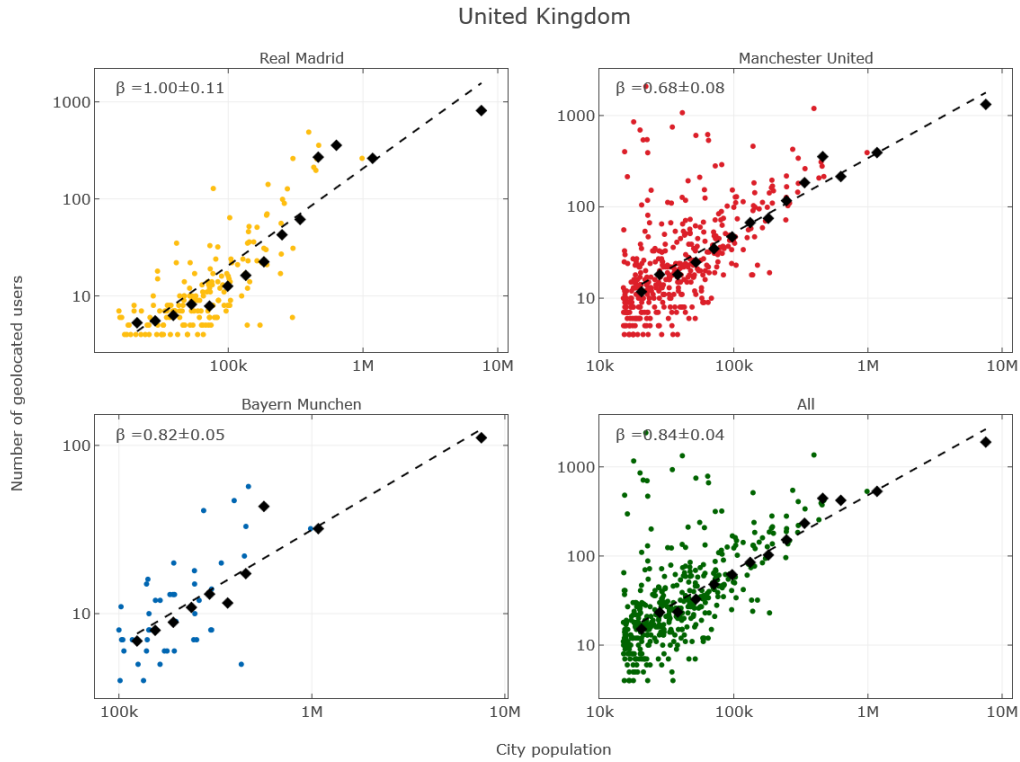 United Kingdom
Real Madrid
β =1.00±0.11
1000
100
10
100k
1M
10M
Manchester United
β =0.68±0.08
1000
100
10
10k
100k
1M
10M
Number of geolocated users
Bayern Munchen
β =0.82±0.05
100
10
100k
1M
10M
All
β =0.84±0.04
1000
100
10
10k
100k
1M
10M
City population